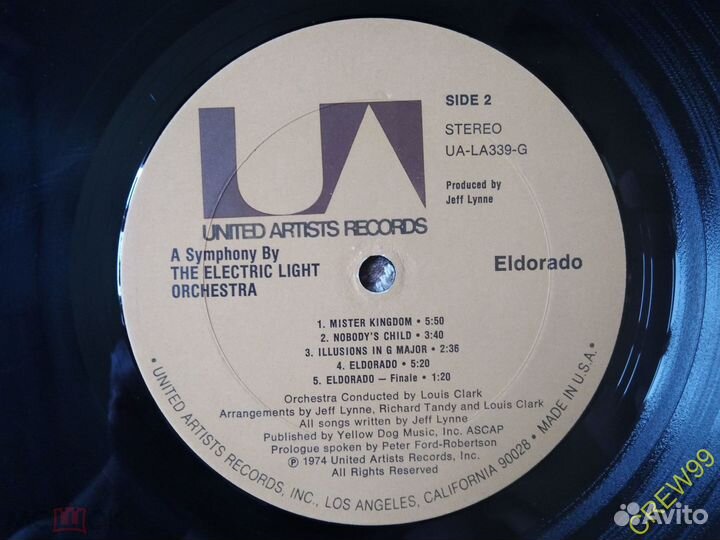 UA
UNITED ARTISTS RECORDS
SIDE 2
STEREO
UA-LA339-G
Produced by
Jeff Lynne
A Symphony By
THE ELECTRIC LIGHT
ORCHESTRA
Eldorado
1. MISTER KINGDOM • 5:50
2. NOBODY'S CHILD • 3:40
3. ILLUSIONS IN G MAJOR • 2:36
4. ELDORADO • 5:20
5. ELDORADO — Finale • 1:20
Orchestra Conducted by Louis Clark
Arrangements by Jeff Lynne, Richard Tandy and Louis Clark
All songs written by Jeff Lynne
Published by Yellow Dog Music, Inc. ASCAP
Prologue spoken by Peter Ford-Robertson
℗ 1974 United Artists Records, Inc.
All Rights Reserved
• UNITED ARTISTS RECORDS, INC., LOS ANGELES, CALIFORNIA 90028 • MADE IN U.S.A. •
CREW99
Avito